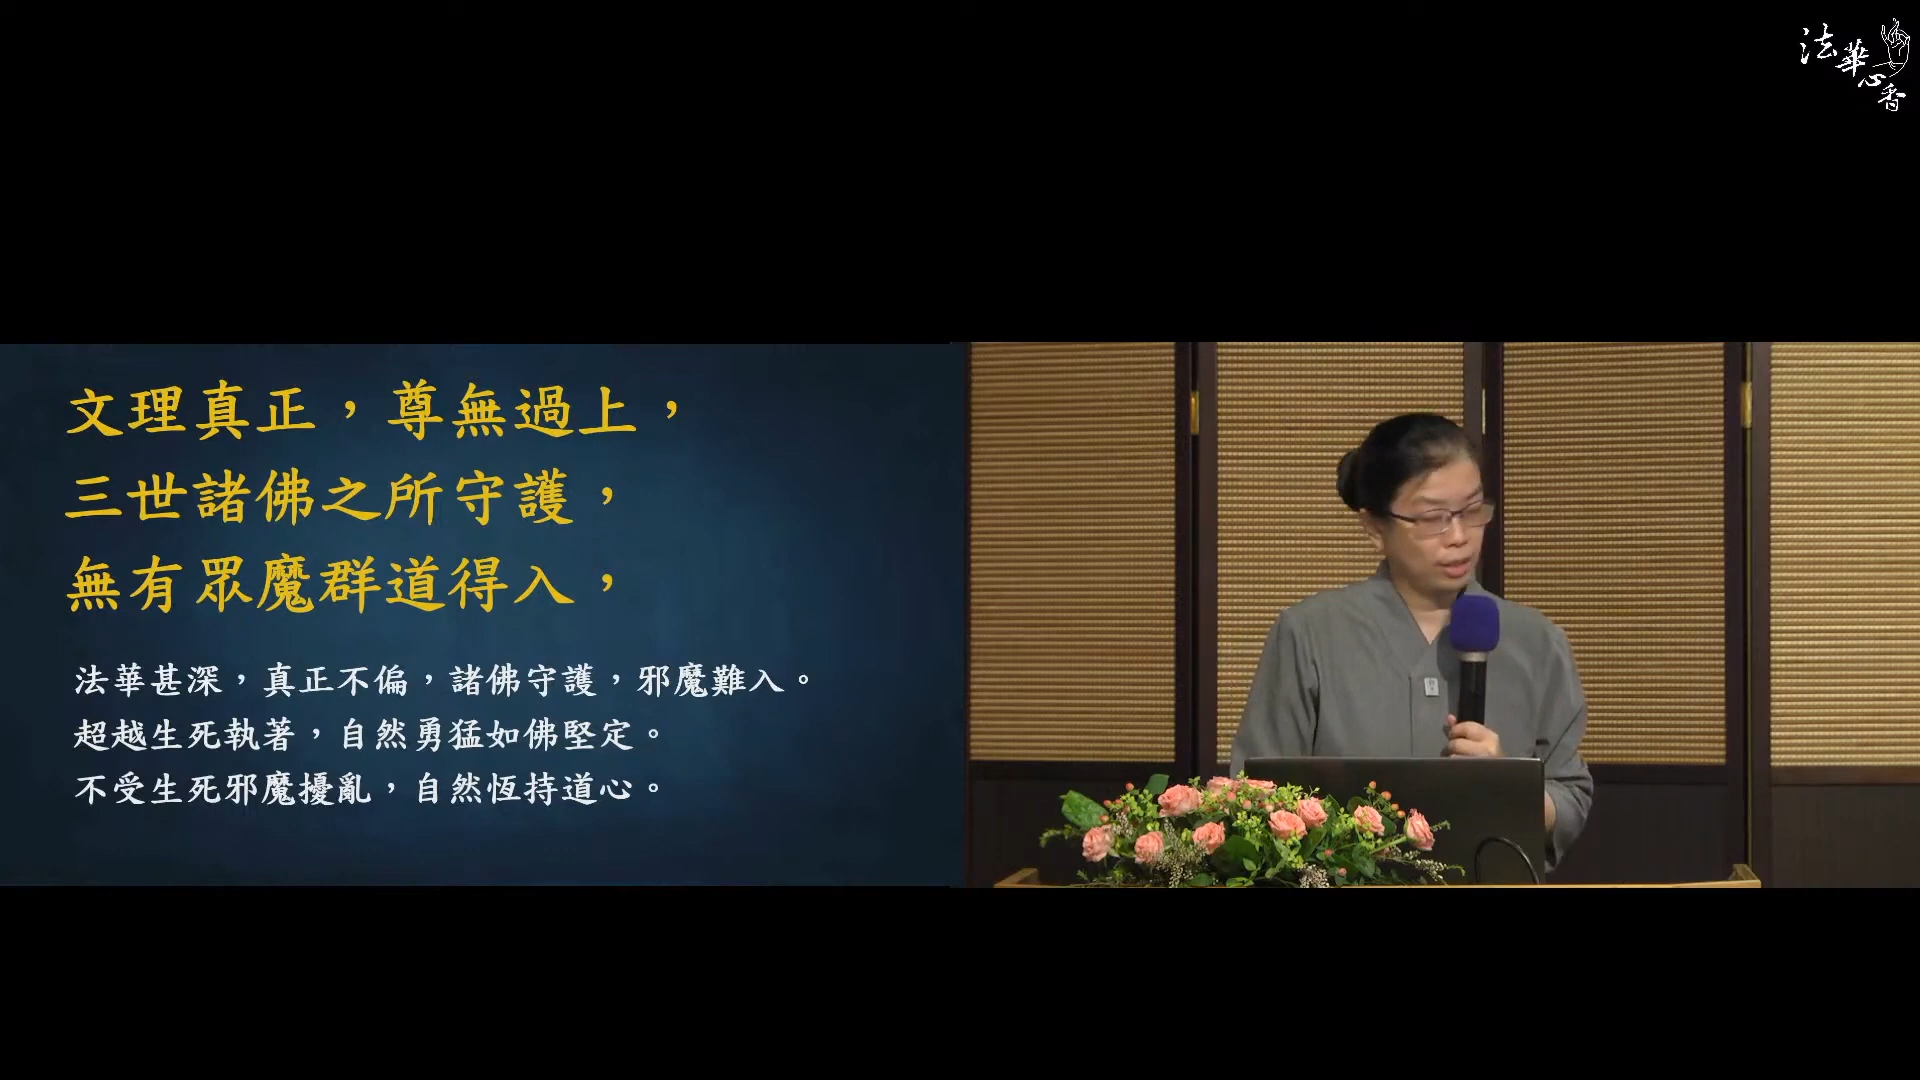 法華心香
文理真正，尊無過上，
三世諸佛之所守護，
無有眾魔群道得入，
法華甚深，真正不偏，諸佛守護，邪魔難入。
超越生死執著，自然勇猛如佛堅定。
不受生死邪魔擾亂，自然恆持道心。